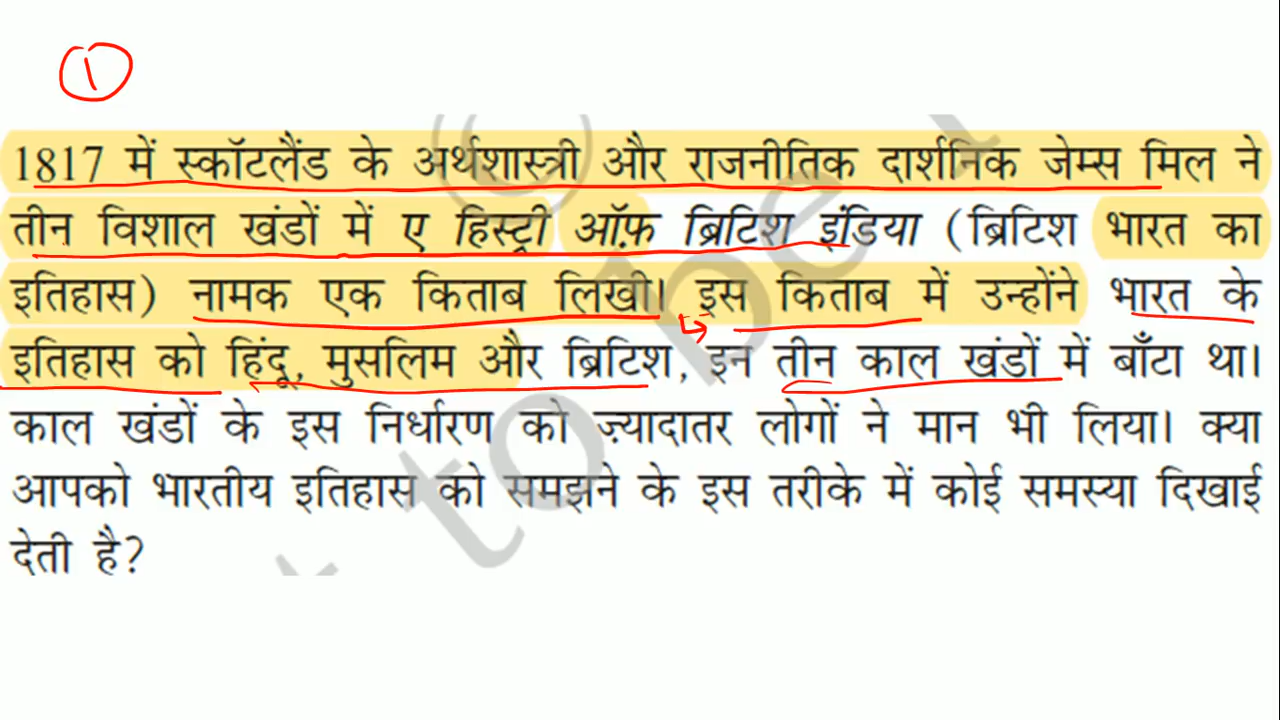 1
1817 में स्कॉटलैंड के अर्थशास्त्री और राजनीतिक दार्शनिक जेम्स मिल ने
तीन विशाल खंडों में ए हिस्ट्री ऑफ़ ब्रिटिश इंडिया (ब्रिटिश भारत का
इतिहास) नामक एक किताब लिखी। इस किताब में उन्होंने भारत के
इतिहास को हिंदू, मुसलिम और ब्रिटिश, इन तीन काल खंडों में बाँटा था।
काल खंडों के इस निर्धारण को ज़्यादातर लोगों ने मान भी लिया। क्या
आपको भारतीय इतिहास को समझने के इस तरीके में कोई समस्या दिखाई
देती है?